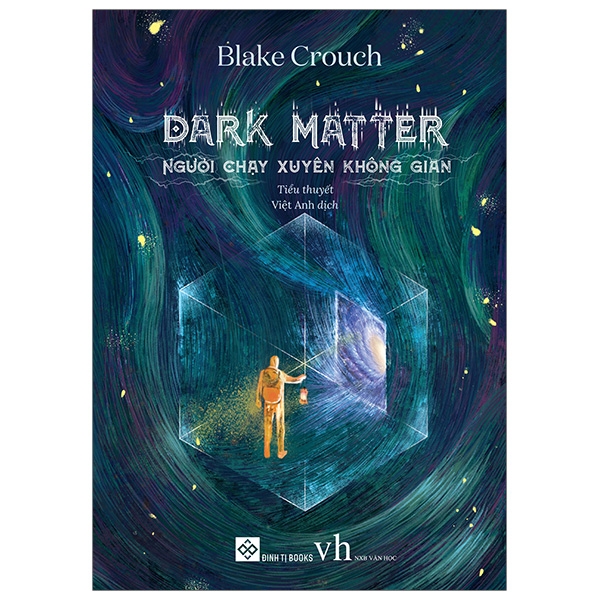 Blake Crouch
DARK MATTER
NGƯỜI CHẠY XUYÊN KHÔNG GIAN
Tiểu thuyết
Việt Anh dịch
ĐINH TỊ BOOKS
vh
NXB VĂN HỌC